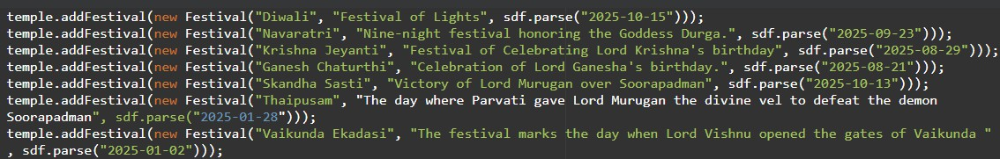 temple.addFestival(new Festival("Diwali", "Festival of Lights", sdf.parse("2025-10-15")));
temple.addFestival(new Festival("Navaratri", "Nine-night festival honoring the Goddess Durga.", sdf.parse("2025-09-23")));
temple.addFestival(new Festival("Krishna Jeyanti", "Festival of Celebrating Lord Krishna's birthday", sdf.parse("2025-08-29")));
temple.addFestival(new Festival("Ganesh Chaturthi", "Celebration of Lord Ganesha's birthday.", sdf.parse("2025-08-21")));
temple.addFestival(new Festival("Skandha Sasti", "Victory of Lord Murugan over Soorapadman", sdf.parse("2025-10-13")));
temple.addFestival(new Festival("Thaipusam", "The day where Parvati gave Lord Murugan the divine vel to defeat the demon
Soorapadman", sdf.parse("2025-01-28")));
temple.addFestival(new Festival("Vaikunda Ekadasi", "The festival marks the day when Lord Vishnu opened the gates of Vaikunda "
, sdf.parse("2025-01-02")));